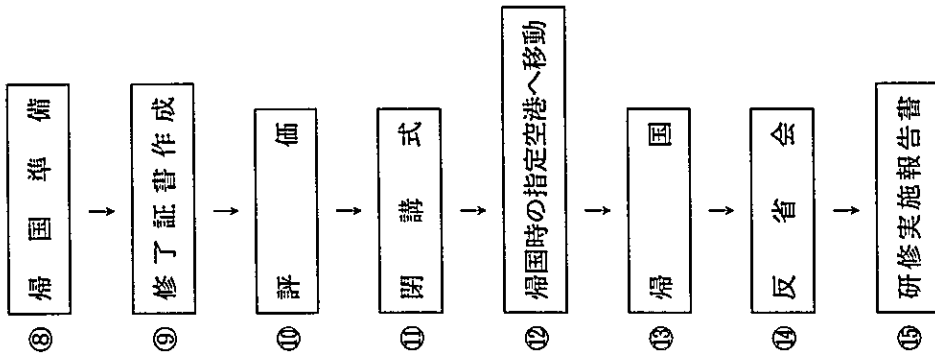 ⑧ 帰国準備
↓
⑨ 修了証書作成
↓
⑩ 評価
↓
⑪ 閉講式
↓
⑫ 帰国時の指定空港へ移動
↓
⑬ 帰国
↓
⑭ 反省会
↓
⑮ 研修実施報告書